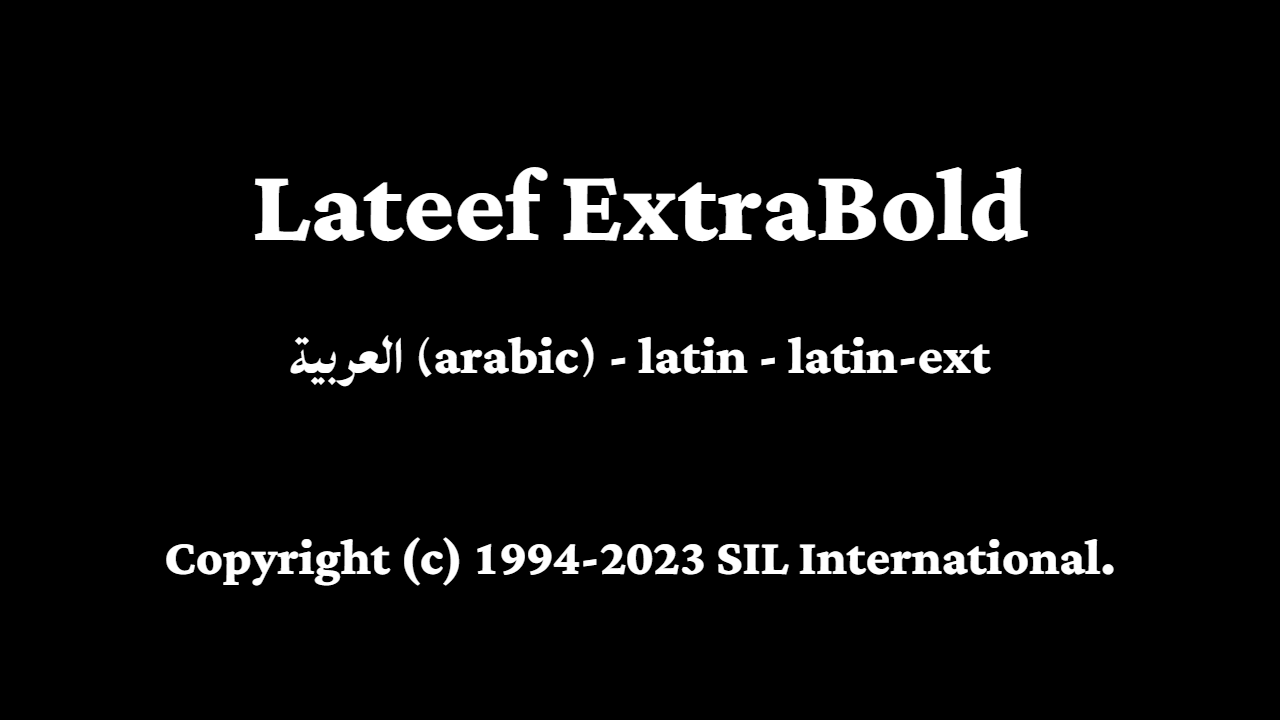 Lateef ExtraBold
العربية (arabic) - latin - latin-ext
Copyright (c) 1994-2023 SIL International.